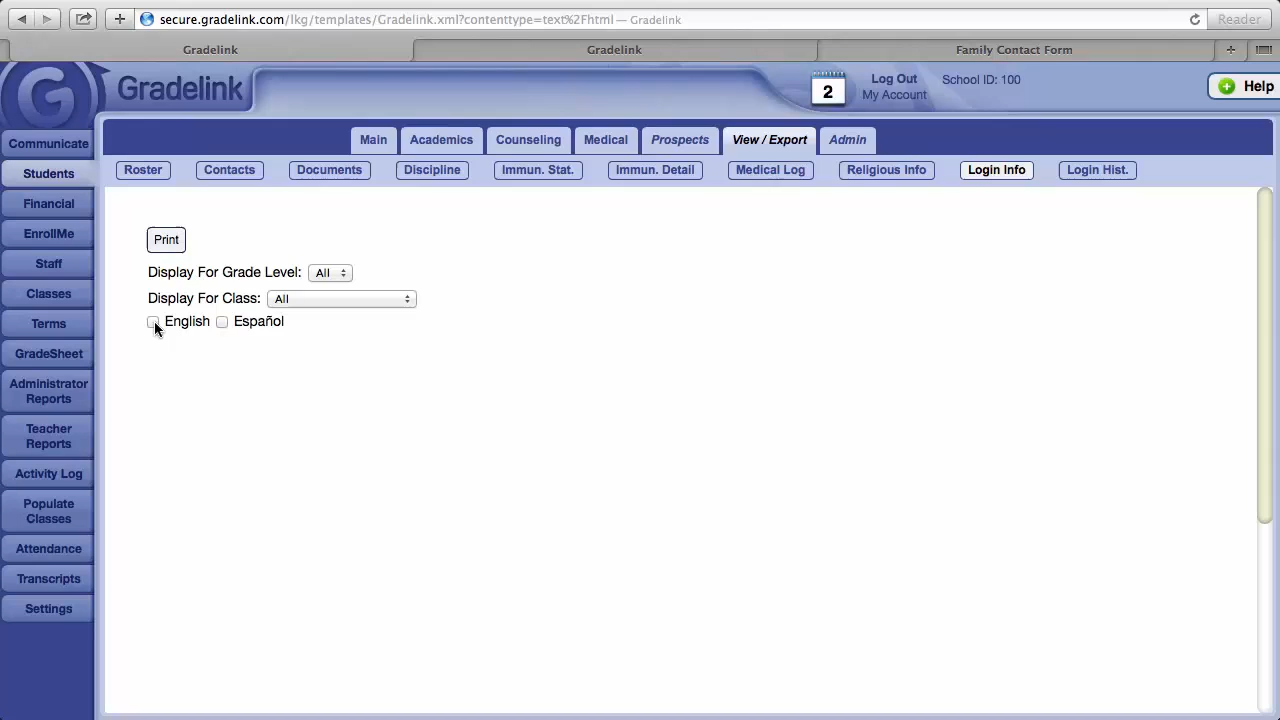 secure.gradelink.com/lkg/templates/Gradelink.xml?contenttype=text%2Fhtml — Gradelink
Reader
Gradelink
Gradelink
Family Contact Form
G
Gradelink
2
Log Out
My Account
School ID: 100
Help
Main
Academics
Counseling
Medical
Prospects
View / Export
Admin
Roster
Contacts
Documents
Discipline
Immun. Stat.
Immun. Detail
Medical Log
Religious Info
Login Info
Login Hist.
Communicate
Students
Financial
EnrollMe
Staff
Classes
Terms
GradeSheet
Administrator
Reports
Teacher
Reports
Activity Log
Populate
Classes
Attendance
Transcripts
Settings
Print
Display For Grade Level: All
Display For Class: All
English Español